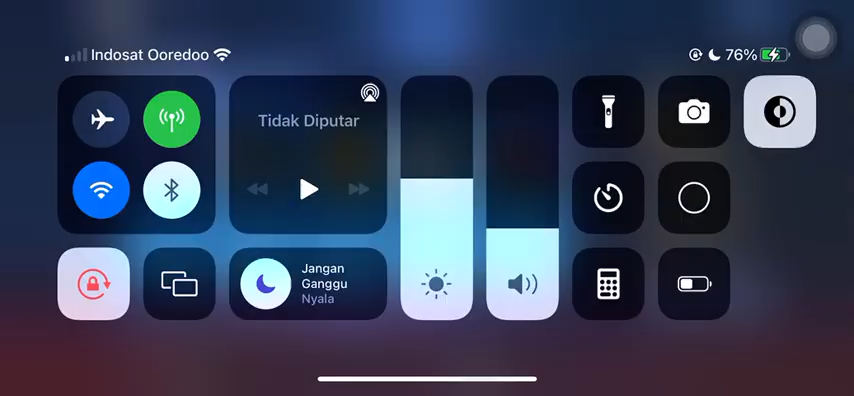 Indosat Ooredoo
76%
Tidak Diputar
Jangan
Ganggu
Nyala